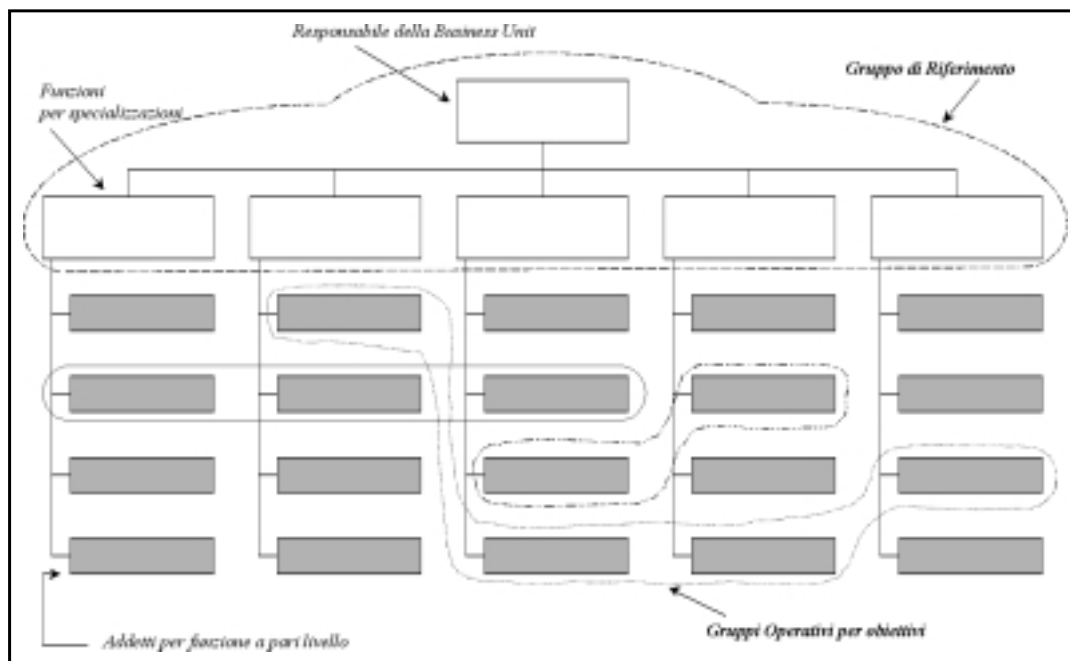 Responsabile della Business Unit
Gruppo di Riferimento
Funzioni
per specializzazioni
Gruppi Operativi per obiettivi
Addetti per funzione a pari livello